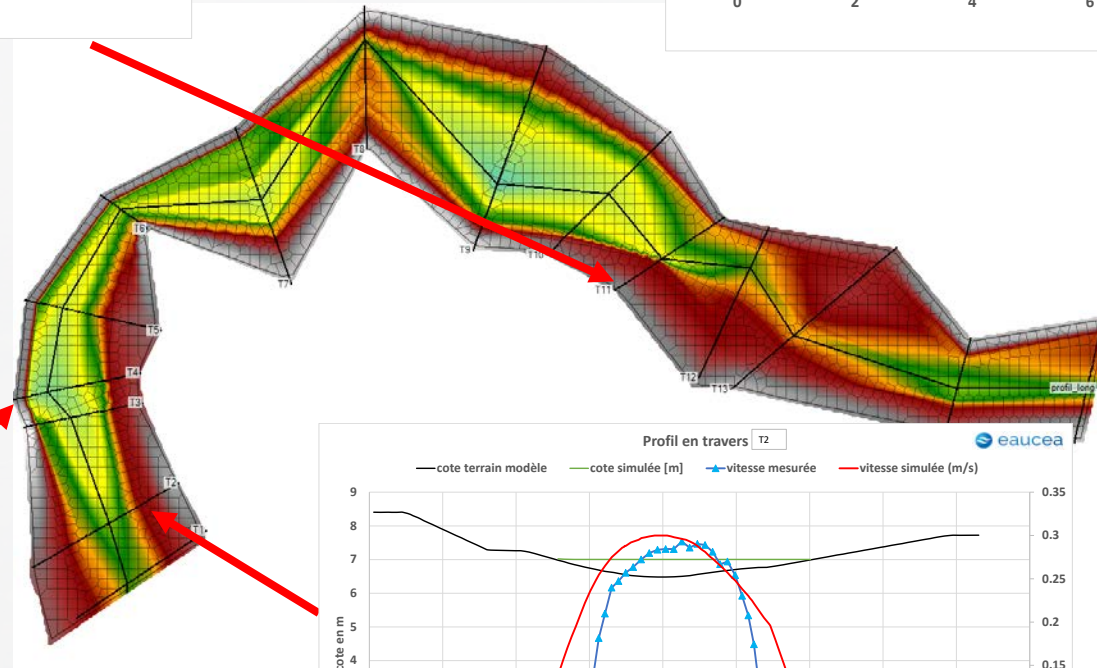 0 2 4 6
T8
T6
T9
T10
T7
T11
T5
T4
T12
T13
profil_long
T3
T2
T1
Profil en travers T2
eaucea
cote terrain modèle cote simulée [m] vitesse mesurée vitesse simulée (m/s)
9 0.35
8
0.3
7
0.25
6
0.2
5
cote en m
4 0.15